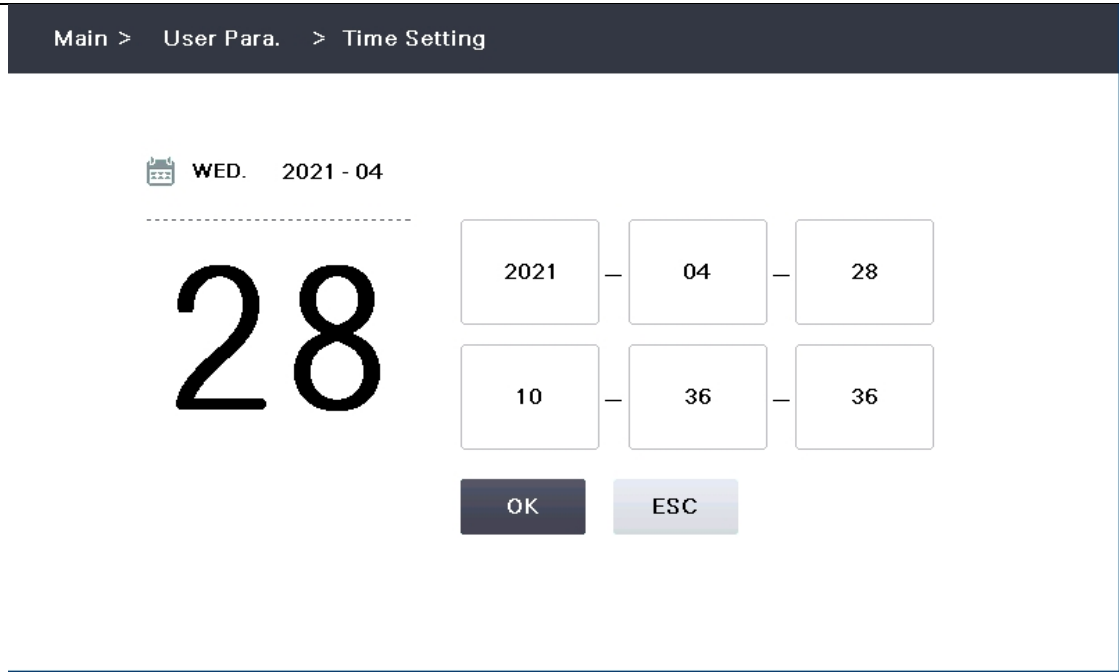 Main > User Para. > Time Setting
WED. 2021 - 04
28
2021 – 04 – 28
10 – 36 – 36
OK ESC